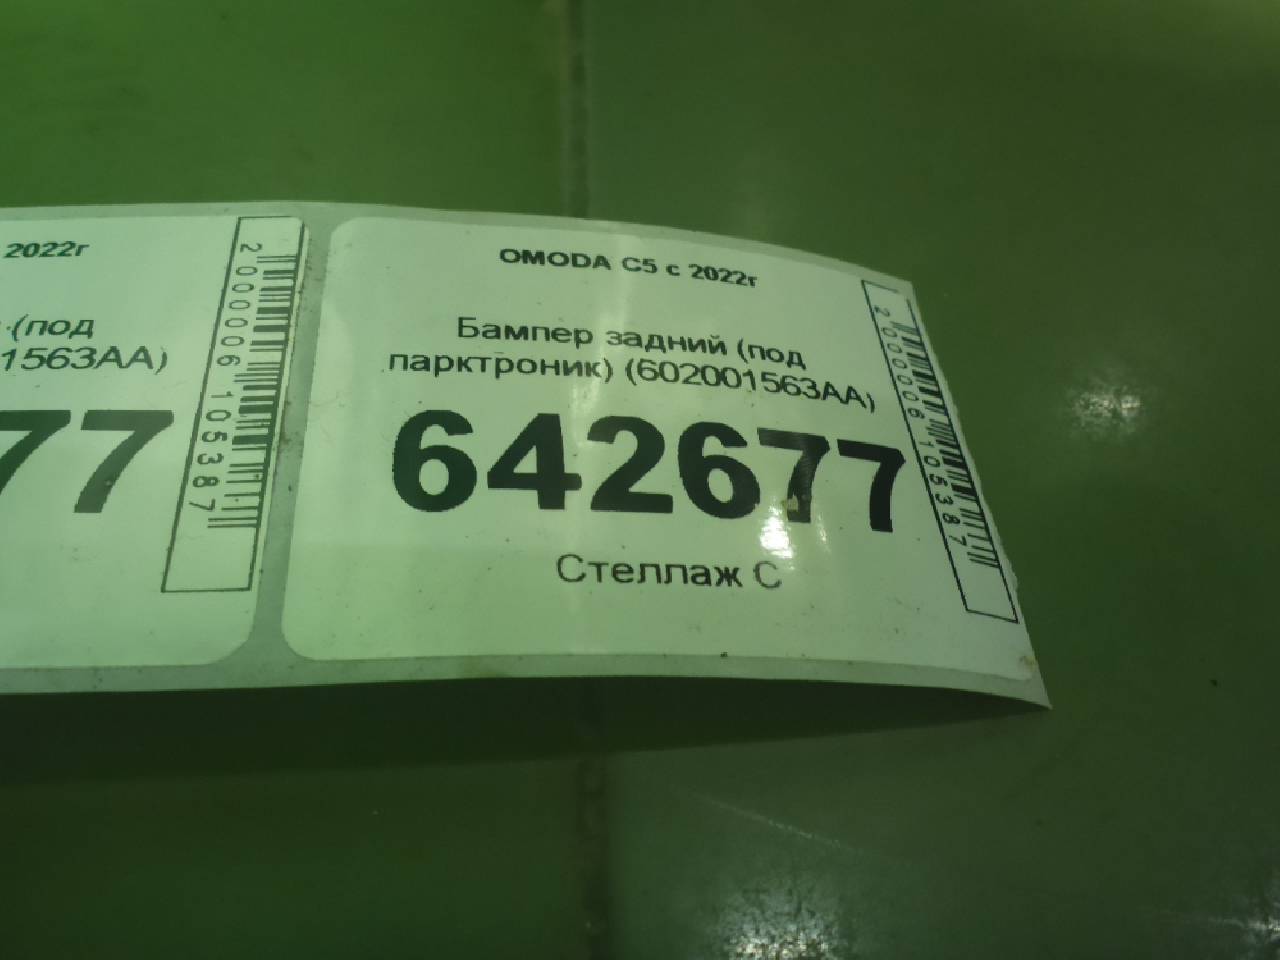 2022г
(под
1563АА)
77
2000006105387
OMODA C5 с 2022г
Бампер задний (под
парктроник) (602001563АА)
642677
Стеллаж С
2000006105387